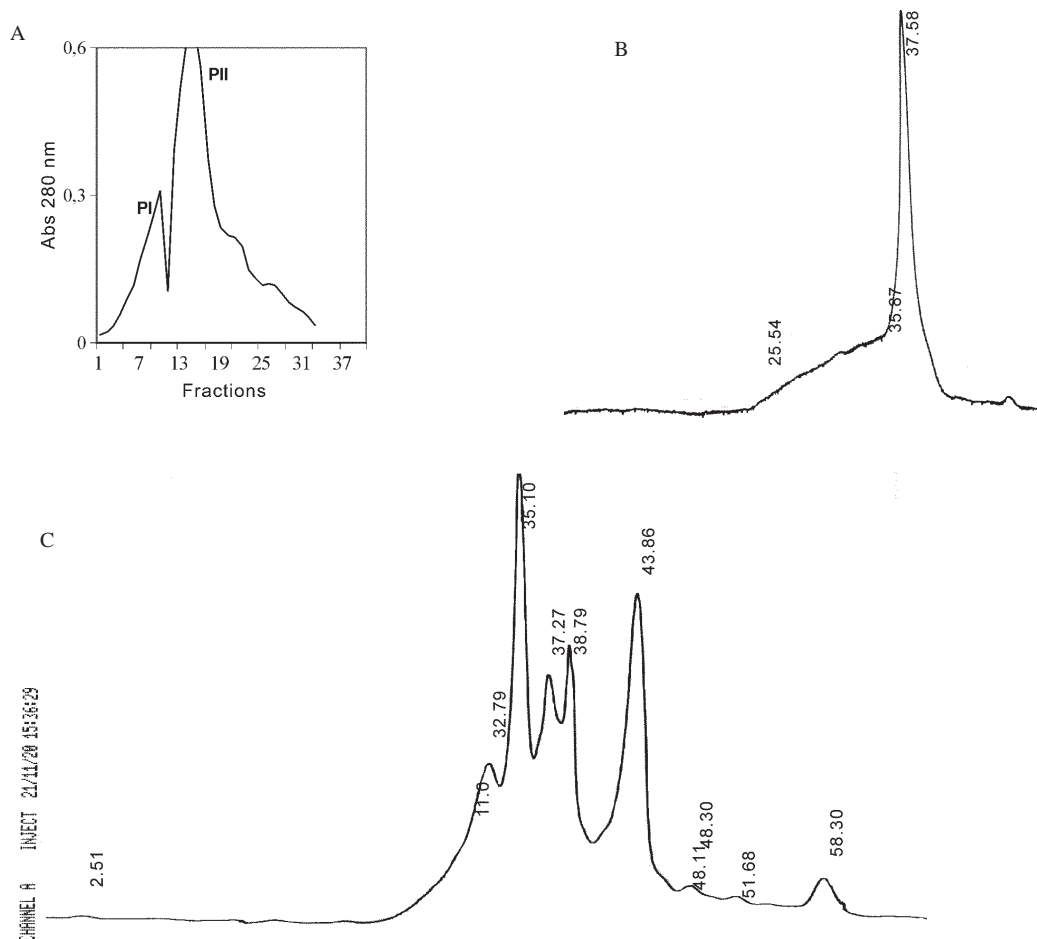 A
0,6
PII
Abs 280 nm
0,3
PI
0
1 7 13 19 25 31 37
Fractions
B
37.58
35.87
25.54
C
35.10
43.86
37.27
38.79
32.79
11.0
48.30
48.11
51.68
58.30
2.51
CHANNEL A INJECT 21/11/20 15:36:29